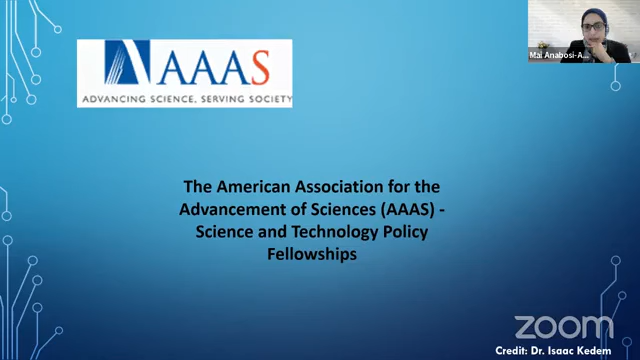 AAAS
ADVANCING SCIENCE, SERVING SOCIETY
Mai Anabosi-A...
The American Association for the
Advancement of Sciences (AAAS) -
Science and Technology Policy
Fellowships
zoom
Credit: Dr. Isaac Kedem